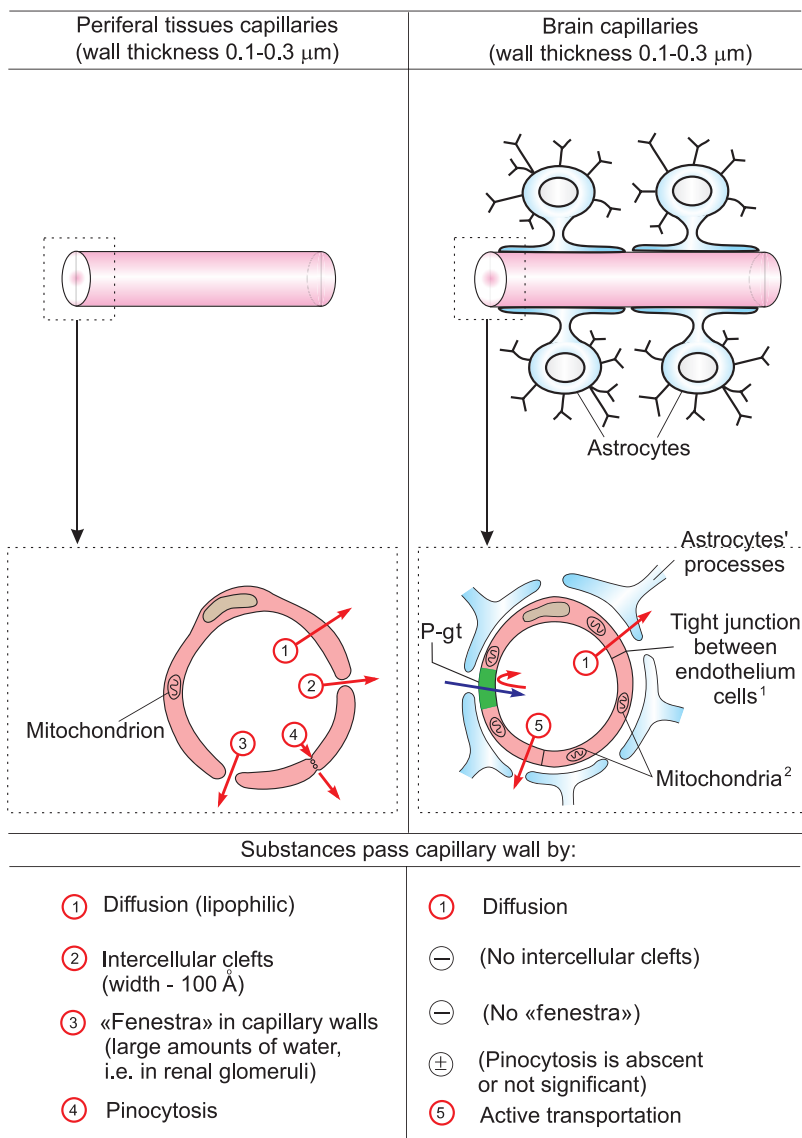 Periferal tissues capillaries
(wall thickness 0.1-0.3 μm)
Brain capillaries
(wall thickness 0.1-0.3 μm)
Astrocytes
1
2
3
4
Mitochondrion
Astrocytes'
processes
P-gt
Tight junction
between
endothelium
cells¹
1
5
Mitochondria²
Substances pass capillary wall by:
1 Diffusion (lipophilic)
2 Intercellular clefts
(width - 100 Å)
3 «Fenestra» in capillary walls
(large amounts of water,
i.e. in renal glomeruli)
4 Pinocytosis
1 Diffusion
− (No intercellular clefts)
− (No «fenestra»)
± (Pinocytosis is abscent
or not significant)
5 Active transportation